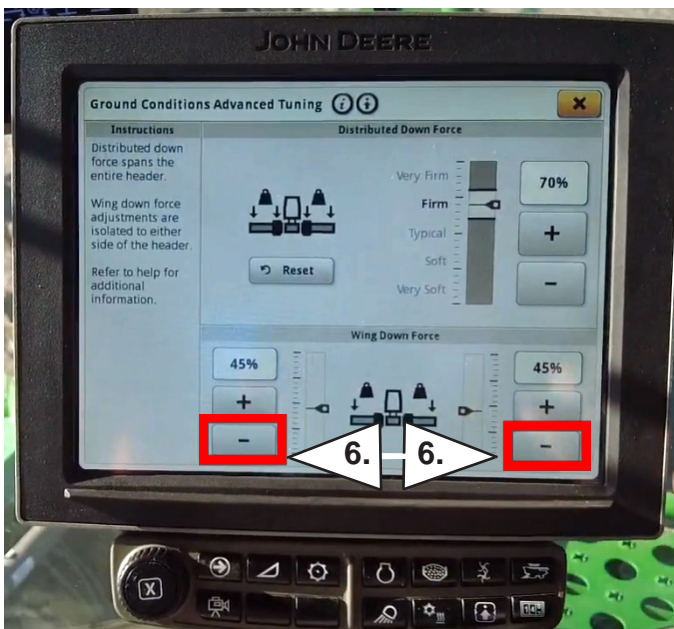 JOHN DEERE
Ground Conditions Advanced Tuning
Instructions
Distributed down
force spans the
entire header.
Wing down force
adjustments are
isolated to either
side of the header.
Refer to help for
additional
information.
Distributed Down Force
Very Firm
Firm
Typical
Soft
Very Soft
70%
+
-
Reset
Wing Down Force
45%
+
-
45%
+
-
6.
6.
X